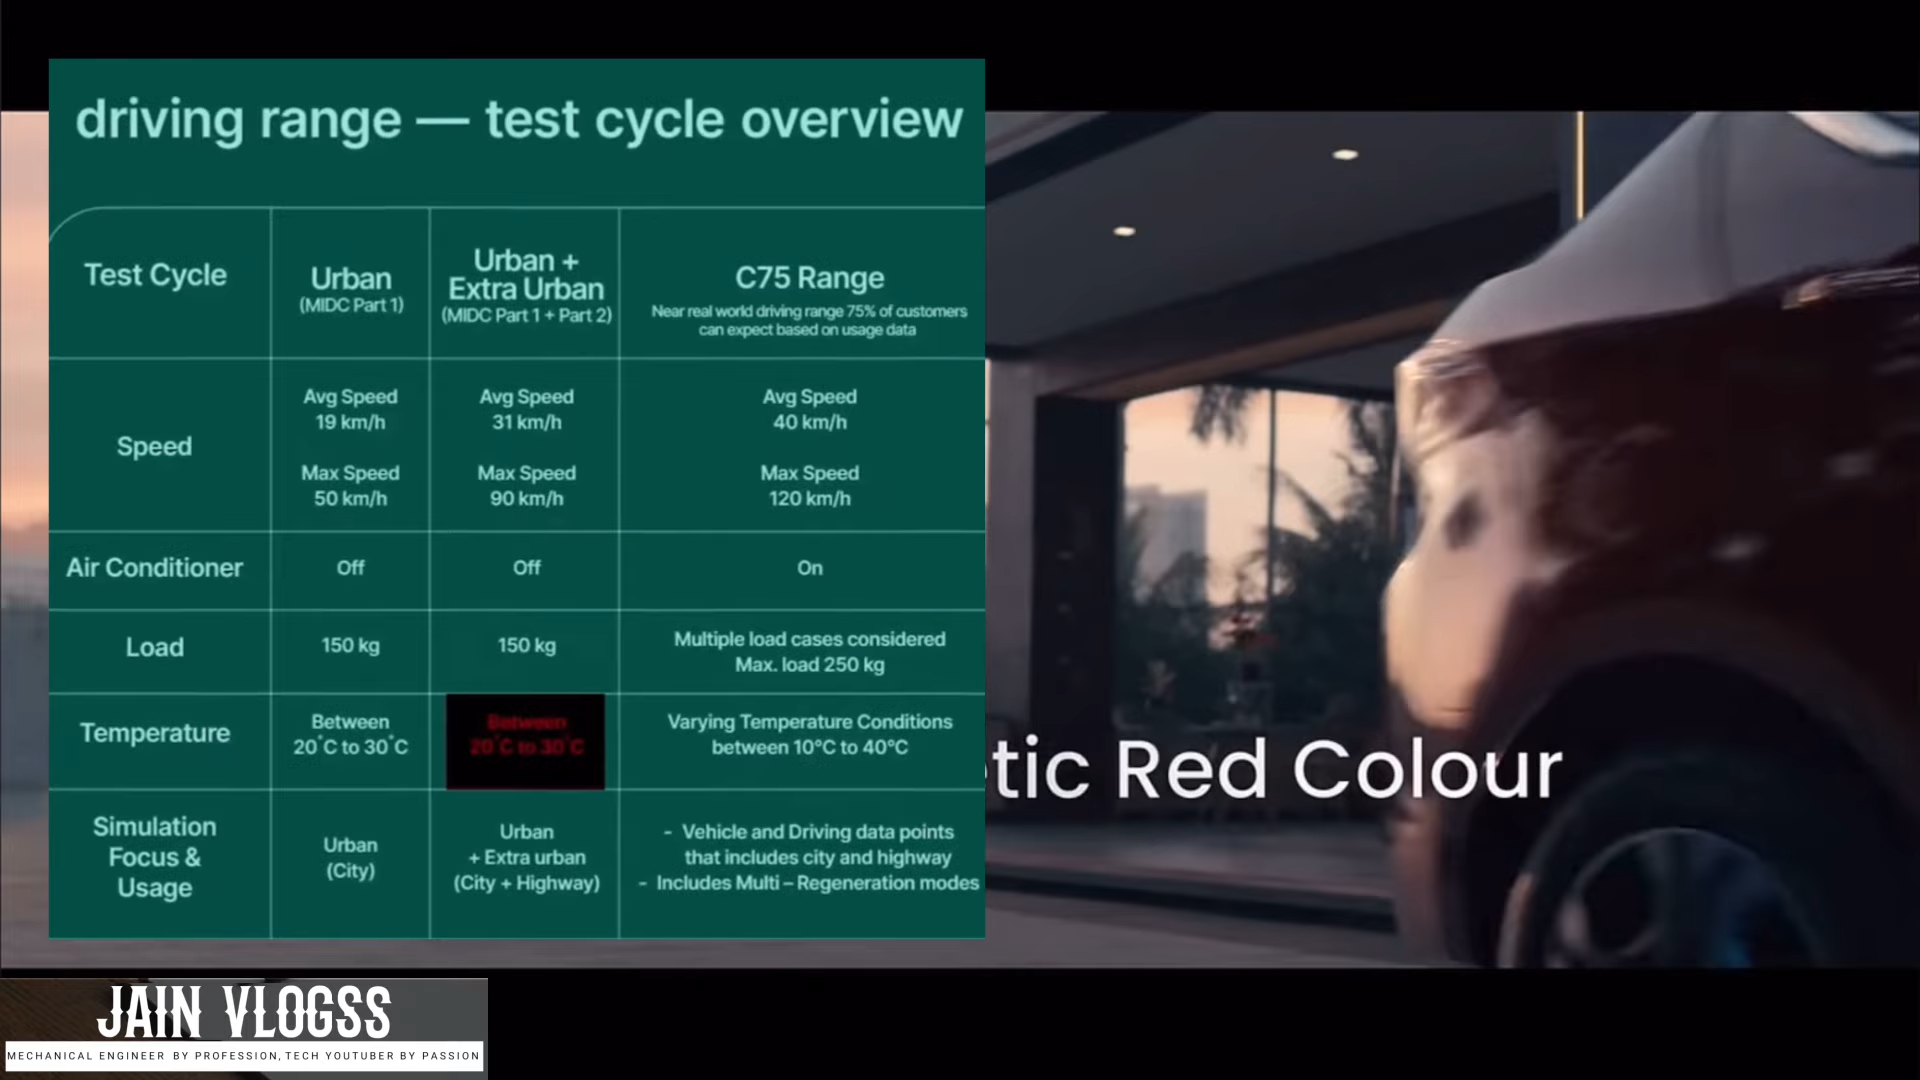 driving range — test cycle overview
Test Cycle
Urban
(MIDC Part 1)
Urban +
Extra Urban
(MIDC Part 1 + Part 2)
C75 Range
Near real world driving range 75% of customers
can expect based on usage data
Speed
Avg Speed
19 km/h
Max Speed
50 km/h
Avg Speed
31 km/h
Max Speed
90 km/h
Avg Speed
40 km/h
Max Speed
120 km/h
Air Conditioner
Off
Off
On
Load
150 kg
150 kg
Multiple load cases considered
Max. load 250 kg
Temperature
Between
20°C to 30°C
Between
20°C to 30°C
Varying Temperature Conditions
between 10°C to 40°C
Simulation
Focus &
Usage
Urban
(City)
Urban
+ Extra urban
(City + Highway)
- Vehicle and Driving data points
that includes city and highway
- Includes Multi – Regeneration modes
tic Red Colour
JAIN VLOGSS
MECHANICAL ENGINEER BY PROFESSION, TECH YOUTUBER BY PASSION